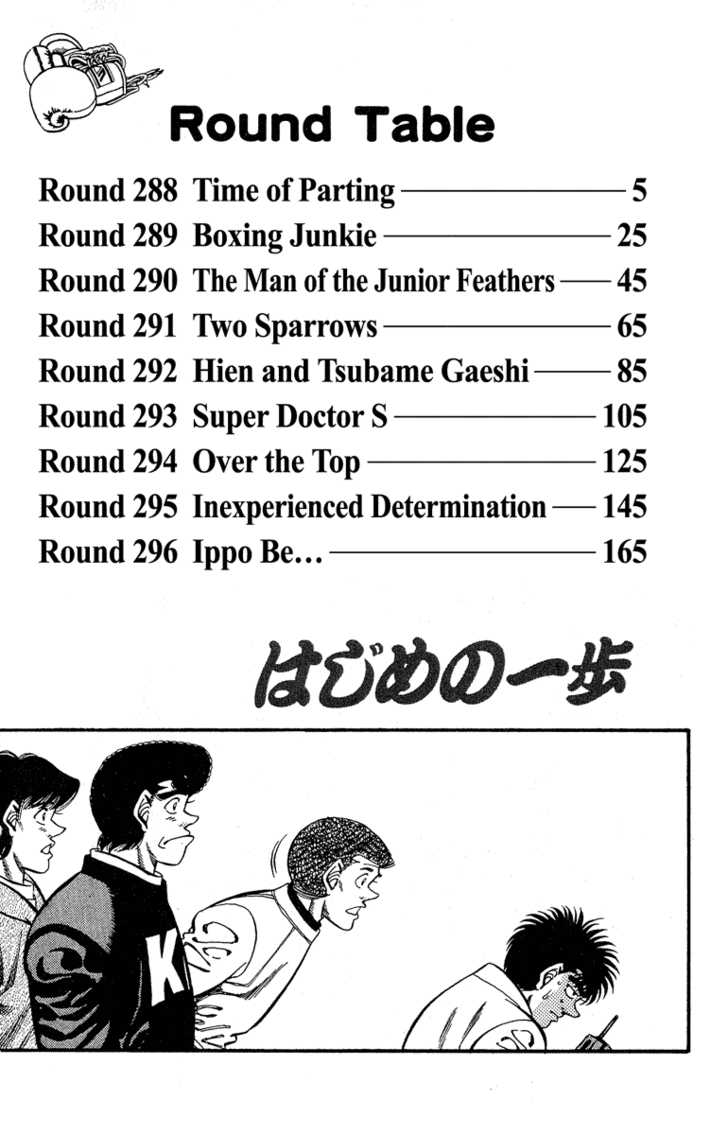 Round Table
Round 288 Time of Parting 5
Round 289 Boxing Junkie 25
Round 290 The Man of the Junior Feathers 45
Round 291 Two Sparrows 65
Round 292 Hien and Tsubame Gaeshi 85
Round 293 Super Doctor S 105
Round 294 Over the Top 125
Round 295 Inexperienced Determination 145
Round 296 Ippo Be... 165
はじめの一歩
K